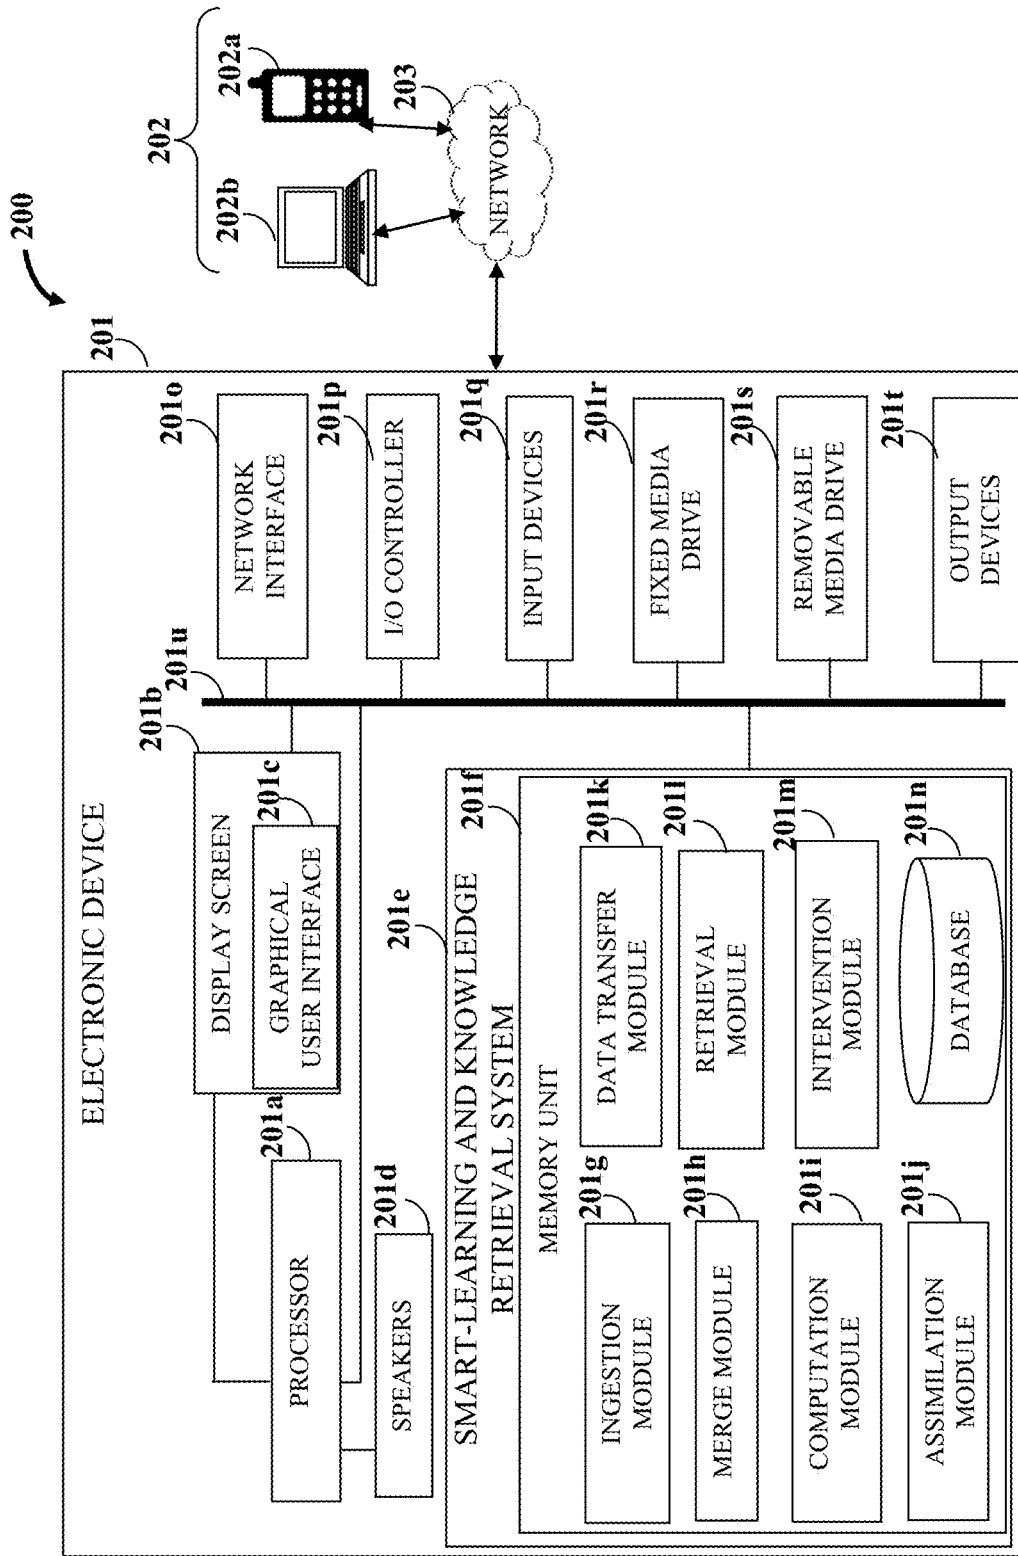 200
201
ELECTRONIC DEVICE
202
202b
202a
203
NETWORK
201a
PROCESSOR
201d
SPEAKERS
201b
DISPLAY SCREEN
201c
GRAPHICAL
USER INTERFACE
201u
201o
NETWORK
INTERFACE
201p
I/O CONTROLLER
201q
INPUT DEVICES
201r
FIXED MEDIA
DRIVE
201s
REMOVABLE
MEDIA DRIVE
201t
OUTPUT
DEVICES
201e
SMART-LEARNING AND KNOWLEDGE
RETRIEVAL SYSTEM
201f
MEMORY UNIT
201g
INGESTION
MODULE
201h
MERGE MODULE
201i
COMPUTATION
MODULE
201j
ASSIMILATION
MODULE
201k
DATA TRANSFER
MODULE
201l
RETRIEVAL
MODULE
201m
INTERVENTION
MODULE
201n
DATABASE